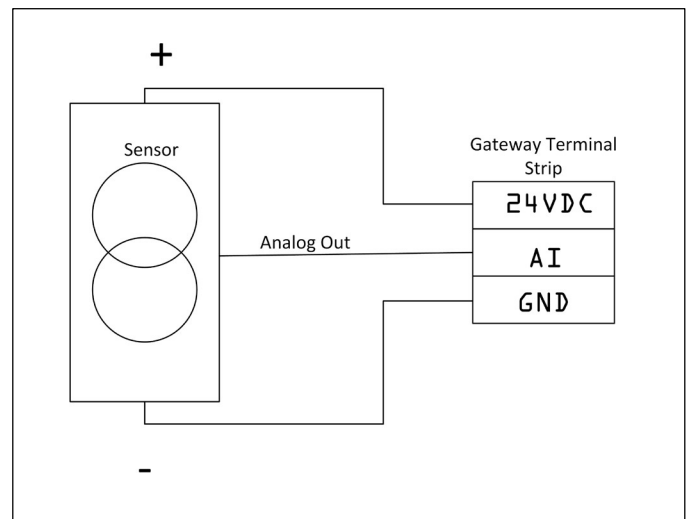 +
Sensor
Gateway Terminal
Strip
24VDC
Analog Out
AI
GND
-